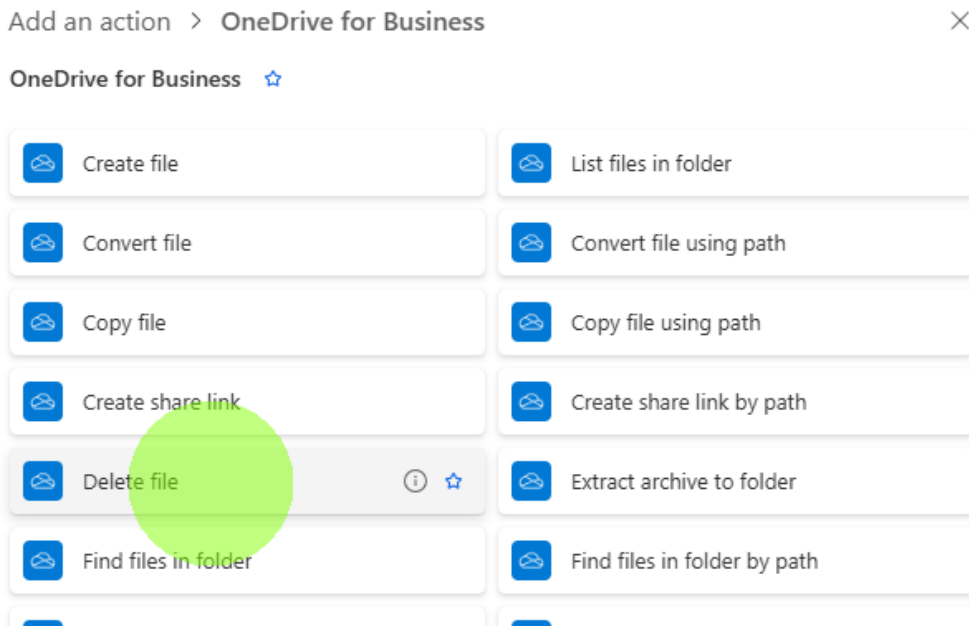 Add an action > OneDrive for Business
OneDrive for Business
Create file
List files in folder
Convert file
Convert file using path
Copy file
Copy file using path
Create share link
Create share link by path
Delete file
Extract archive to folder
Find files in folder
Find files in folder by path